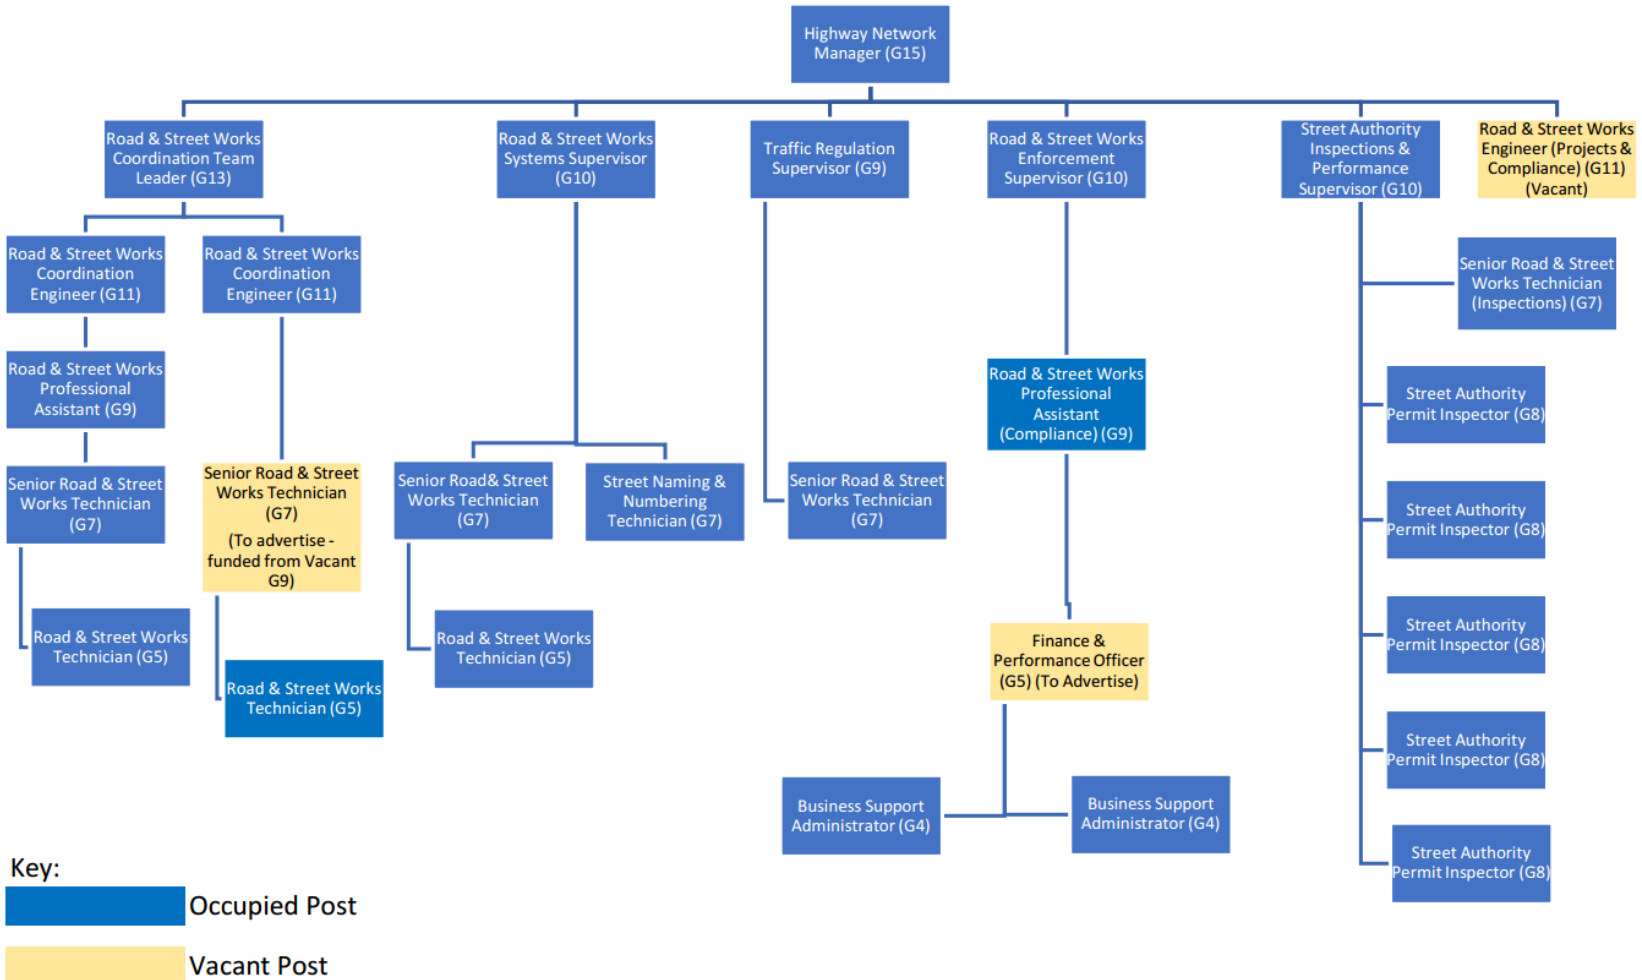 Highway Network
Manager (G15)
Road & Street Works
Coordination Team
Leader (G13)
Road & Street Works
Systems Supervisor
(G10)
Traffic Regulation
Supervisor (G9)
Road & Street Works
Enforcement
Supervisor (G10)
Street Authority
Inspections &
Performance
Supervisor (G10)
Road & Street Works
Engineer (Projects &
Compliance) (G11)
(Vacant)
Road & Street Works
Coordination
Engineer (G11)
Road & Street Works
Coordination
Engineer (G11)
Senior Road & Street
Works Technician
(Inspections) (G7)
Road & Street Works
Professional
Assistant (G9)
Road & Street Works
Professional
Assistant
(Compliance) (G9)
Street Authority
Permit Inspector (G8)
Senior Road & Street
Works Technician
(G7)
Senior Road & Street
Works Technician
(G7)
(To advertise -
funded from Vacant
G9)
Senior Road& Street
Works Technician
(G7)
Street Naming &
Numbering
Technician (G7)
Senior Road & Street
Works Technician
(G7)
Street Authority
Permit Inspector (G8)
Road & Street Works
Technician (G5)
Road & Street Works
Technician (G5)
Road & Street Works
Technician (G5)
Finance &
Performance Officer
(G5) (To Advertise)
Street Authority
Permit Inspector (G8)
Street Authority
Permit Inspector (G8)
Business Support
Administrator (G4)
Business Support
Administrator (G4)
Street Authority
Permit Inspector (G8)
Key:
Occupied Post
Vacant Post